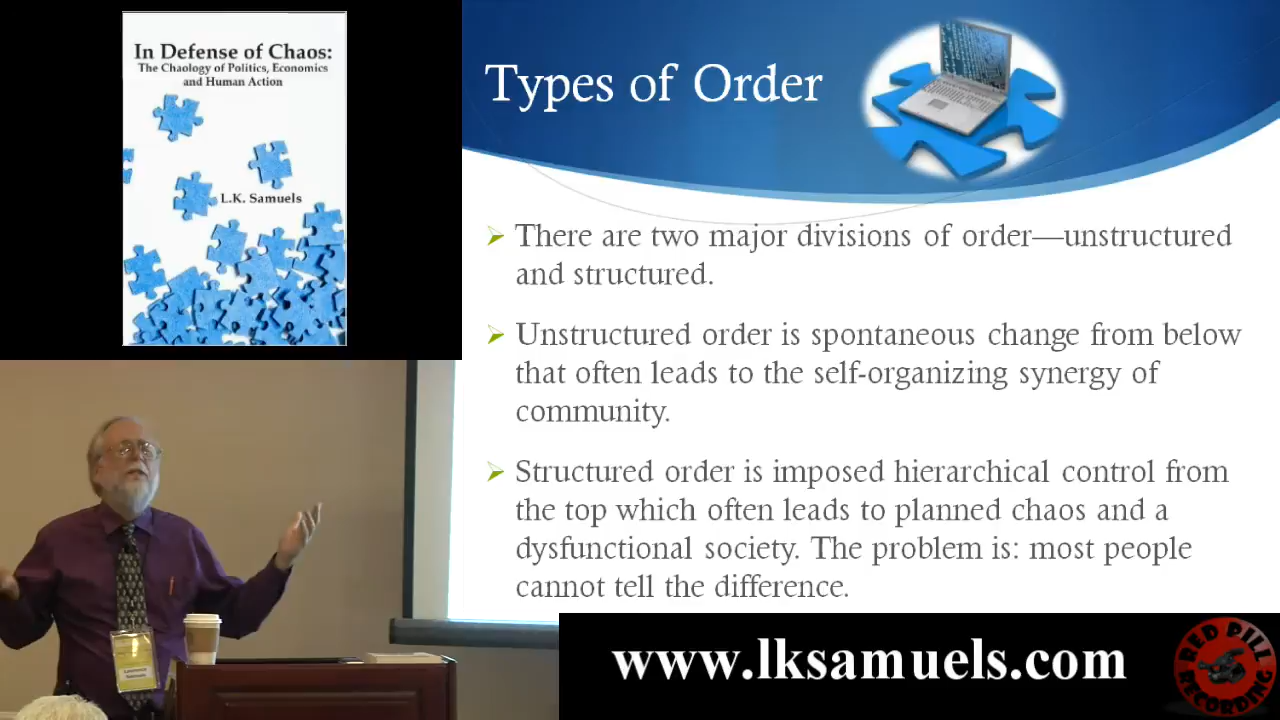 In Defense of Chaos:
The Chaology of Politics, Economics
and Human Action
L.K. Samuels
Types of Order
There are two major divisions of order—unstructured
and structured.
Unstructured order is spontaneous change from below
that often leads to the self-organizing synergy of
community.
Structured order is imposed hierarchical control from
the top which often leads to planned chaos and a
dysfunctional society. The problem is: most people
cannot tell the difference.
www.lksamuels.com
RED PILL
RECORDING
Lawrence
Samuels